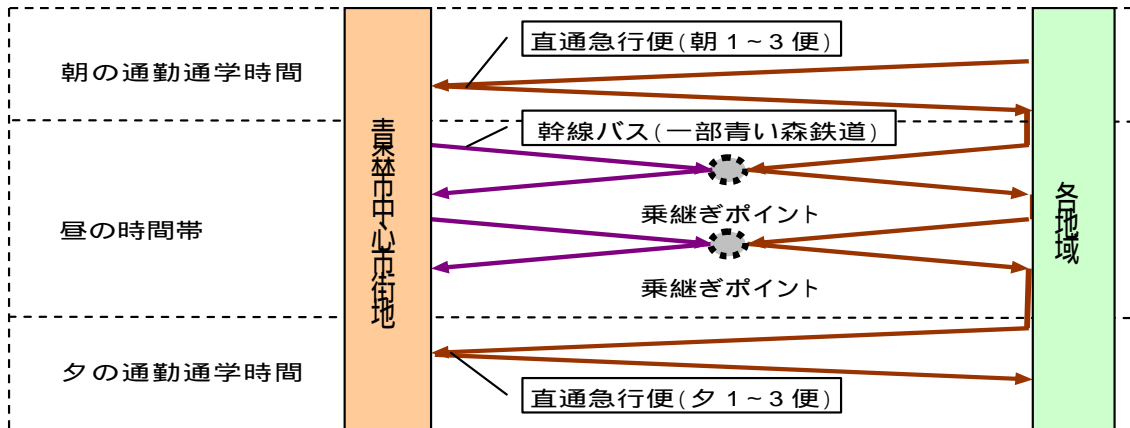 直通急行便(朝1~3便)
朝の通勤通学時間
幹線バス(一部青い森鉄道)
青森市中心市街地
各地域
乗継ぎポイント
昼の時間帯
乗継ぎポイント
夕の通勤通学時間
直通急行便(夕1~3便)